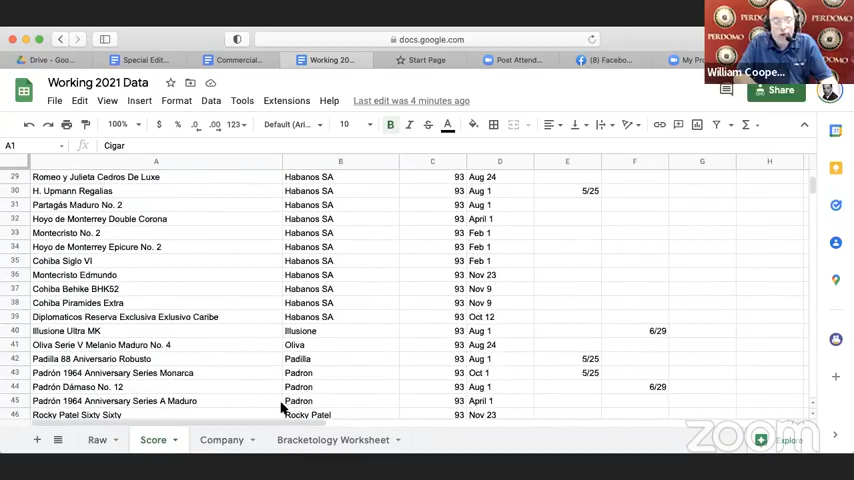 PERDOMO
PERDOMO
docs.google.com
Drive – Goo...
Special Edit...
Commercial...
Working 20...
Start Page
Post Attend...
(8) Facebo...
My Pro
William Coope...
Working 2021 Data
Share
File Edit View Insert Format Data Tools Extensions Help Last edit was 4 minutes ago
100% $ % .0 .00 123 Default (Ari... 10 B I S A
A1 fx Cigar
A B C D E F G H
29 Romeo y Julieta Cedros De Luxe Habanos SA 93 Aug 24
30 H. Upmann Regalias Habanos SA 93 Aug 1 5/25
31 Partagás Maduro No. 2 Habanos SA 93 Aug 1
32 Hoyo de Monterrey Double Corona Habanos SA 93 April 1
33 Montecristo No. 2 Habanos SA 93 Feb 1
34 Hoyo de Monterrey Epicure No. 2 Habanos SA 93 Feb 1
35 Cohiba Siglo VI Habanos SA 93 Feb 1
36 Montecristo Edmundo Habanos SA 93 Nov 23
37 Cohiba Behike BHK52 Habanos SA 93 Nov 9
38 Cohiba Piramides Extra Habanos SA 93 Nov 9
39 Diplomaticos Reserva Exclusiva Exlusivo Caribe Habanos SA 93 Oct 12
40 Illusione Ultra MK Illusione 93 Aug 1 6/29
41 Oliva Serie V Melanio Maduro No. 4 Oliva 93 Aug 24
42 Padilla 88 Aniversario Robusto Padilla 93 Aug 1 5/25
43 Padrón 1964 Anniversary Series Monarca Padron 93 Oct 1 5/25
44 Padrón Dámaso No. 12 Padron 93 Aug 1 6/29
45 Padrón 1964 Anniversary Series A Maduro Padron 93 April 1
46 Rocky Patel Sixty Sixty Rocky Patel 93 Nov 23
Raw Score Company Bracketology Worksheet Explore
zoom